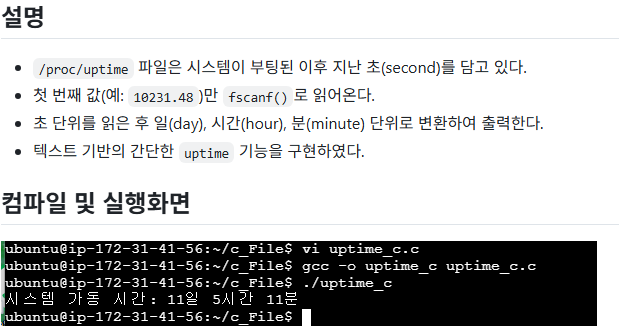 설명
/proc/uptime 파일은 시스템이 부팅된 이후 지난 초(second)를 담고 있다.
첫 번째 값(예: 10231.48 )만 fscanf() 로 읽어온다.
초 단위를 읽은 후 일(day), 시간(hour), 분(minute) 단위로 변환하여 출력한다.
텍스트 기반의 간단한 uptime 기능을 구현하였다.
컴파일 및 실행화면
ubuntu@ip-172-31-41-56:~/c_File$ vi uptime_c.c
ubuntu@ip-172-31-41-56:~/c_File$ gcc -o uptime_c uptime_c.c
ubuntu@ip-172-31-41-56:~/c_File$ ./uptime_c
시스템 가동 시간: 11일 5시간 11분
ubuntu@ip-172-31-41-56:~/c_File$